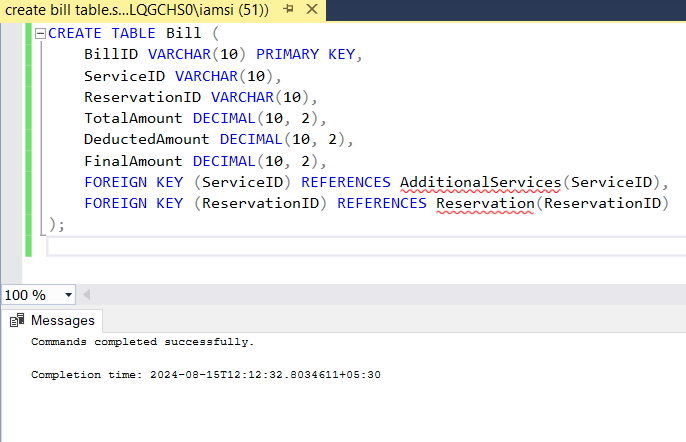 create bill table.s...LQGCHS0\iamsi (51))
CREATE TABLE Bill (
    BillID VARCHAR(10) PRIMARY KEY,
    ServiceID VARCHAR(10),
    ReservationID VARCHAR(10),
    TotalAmount DECIMAL(10, 2),
    DeductedAmount DECIMAL(10, 2),
    FinalAmount DECIMAL(10, 2),
    FOREIGN KEY (ServiceID) REFERENCES AdditionalServices(ServiceID),
    FOREIGN KEY (ReservationID) REFERENCES Reservation(ReservationID)
);
100 %
Messages
Commands completed successfully.
Completion time: 2024-08-15T12:12:32.8034611+05:30